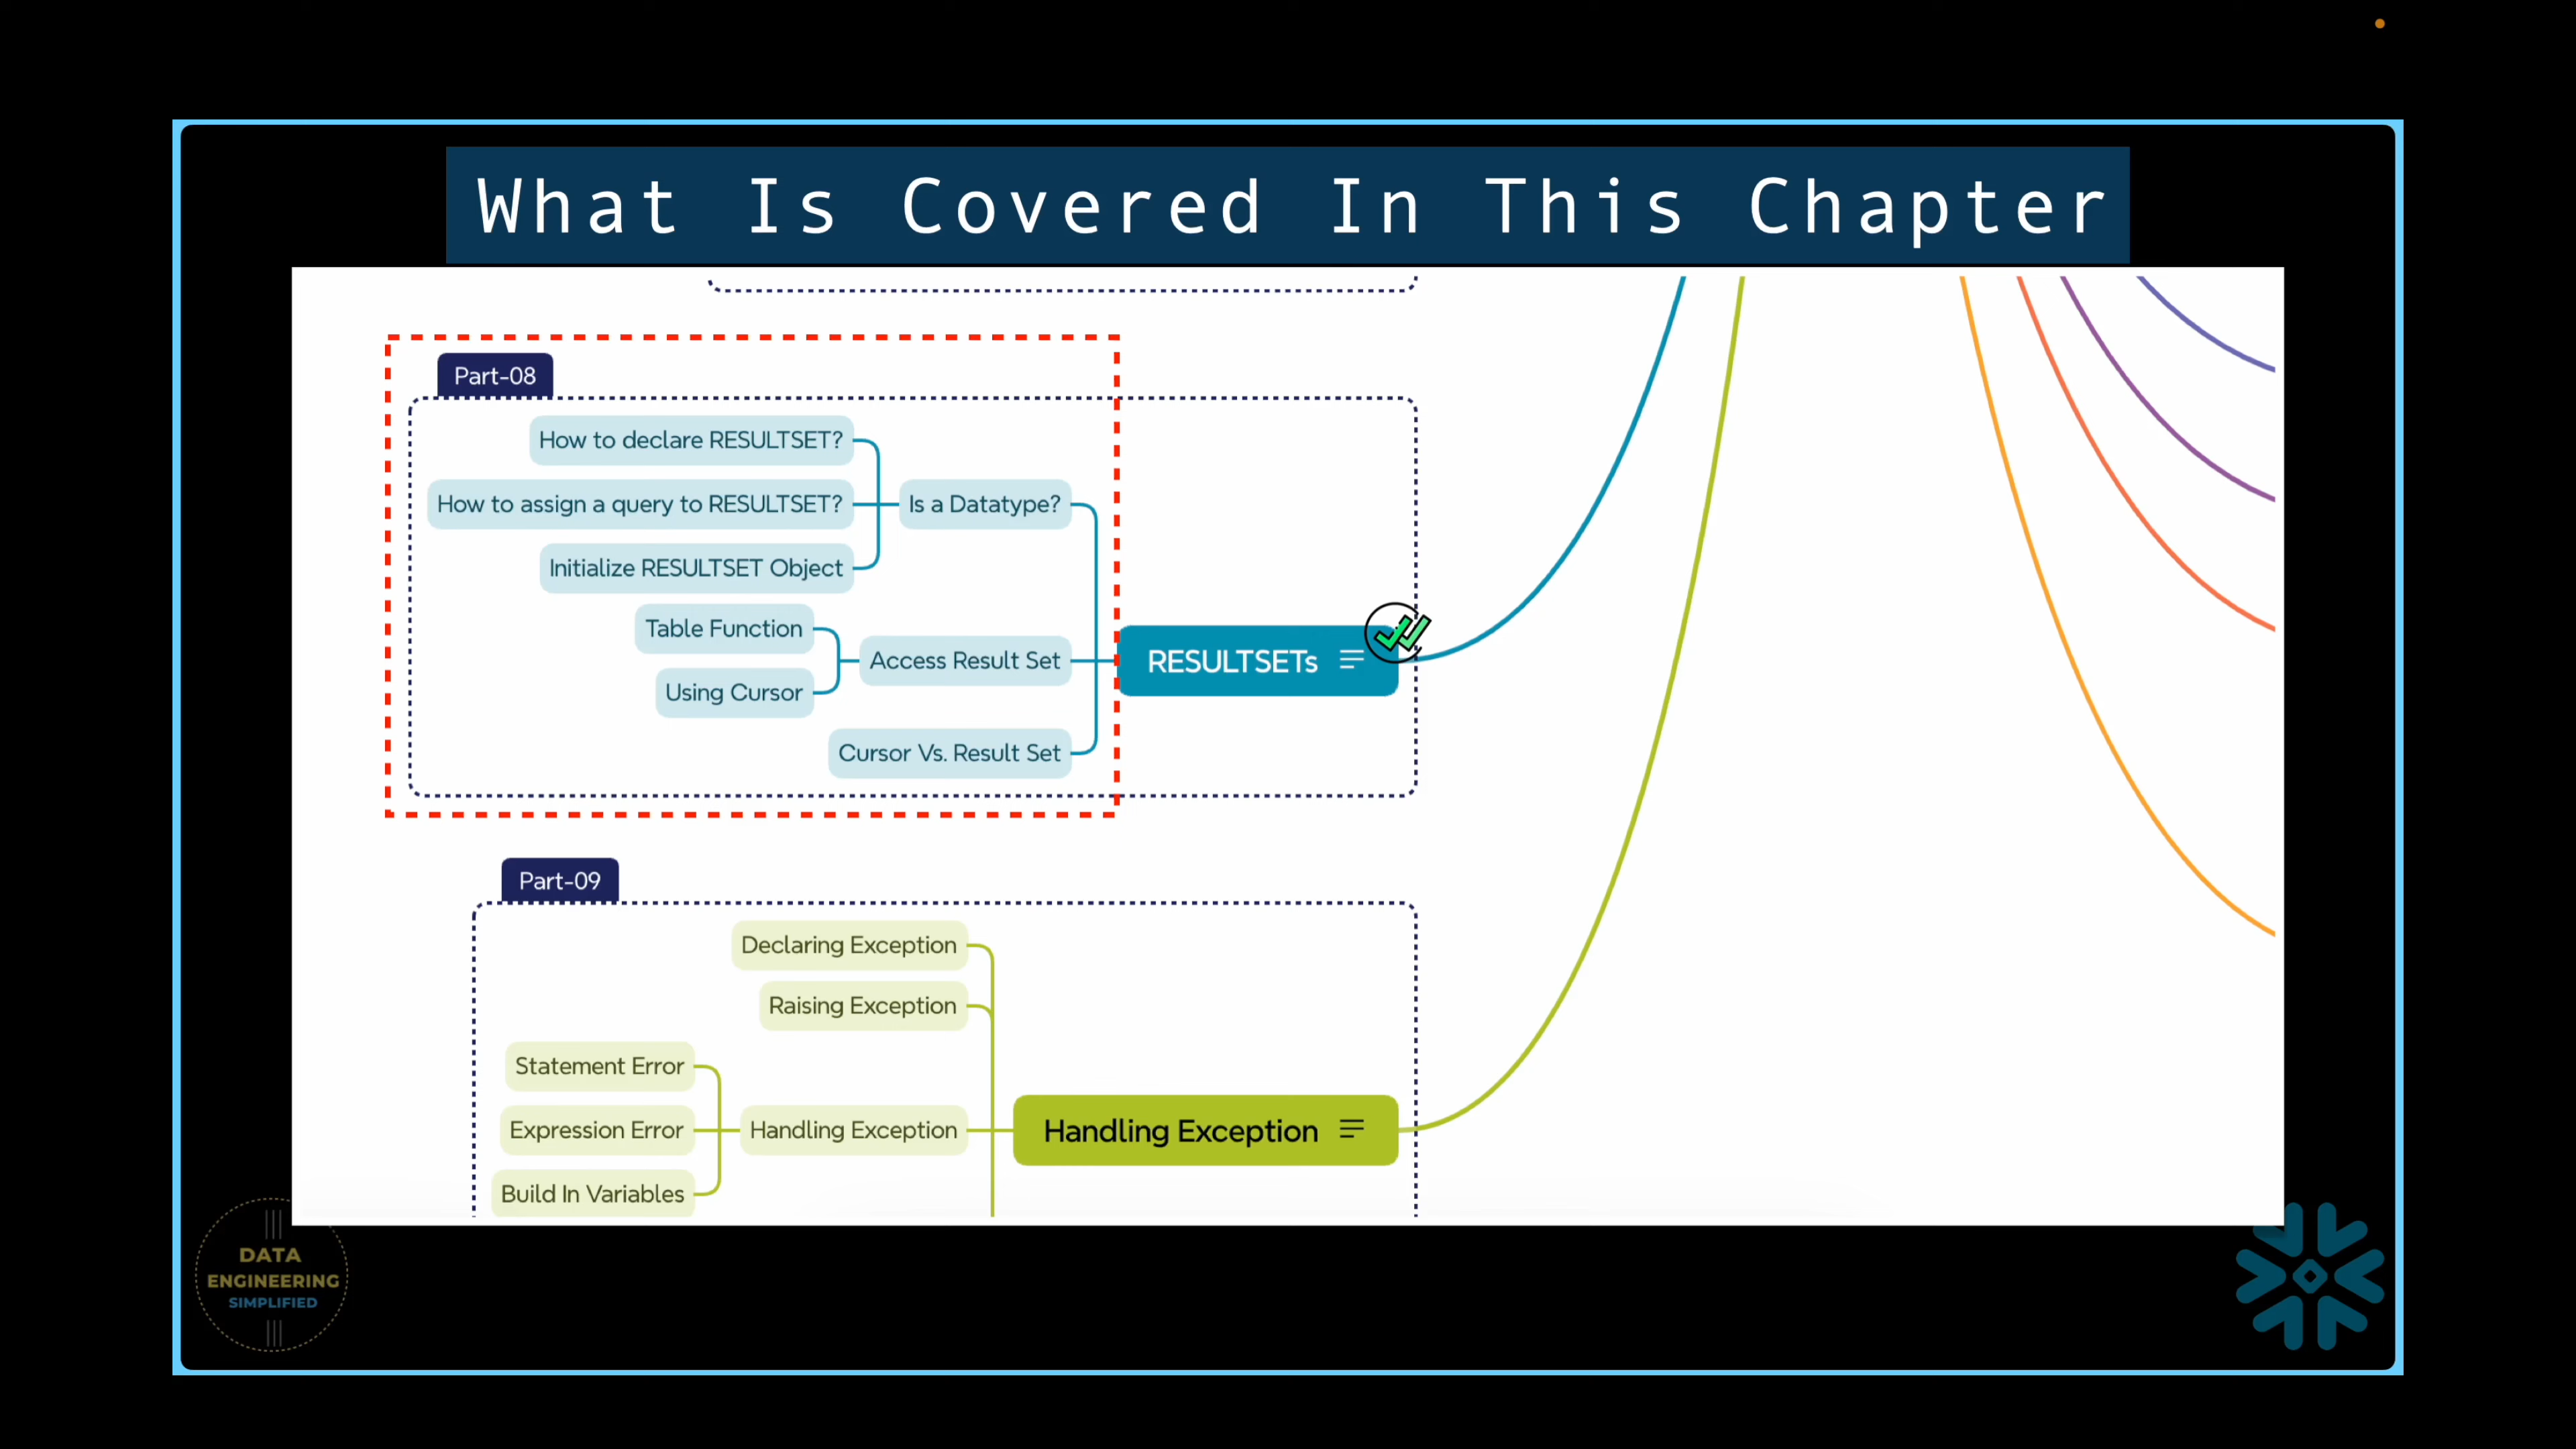 What Is Covered In This Chapter
Part-08
How to declare RESULTSET?
How to assign a query to RESULTSET?
Is a Datatype?
Initialize RESULTSET Object
Table Function
Access Result Set
RESULTSETs
Using Cursor
Cursor Vs. Result Set
Part-09
Declaring Exception
Raising Exception
Statement Error
Expression Error
Handling Exception
Handling Exception
Build In Variables
DATA
ENGINEERING
SIMPLIFIED